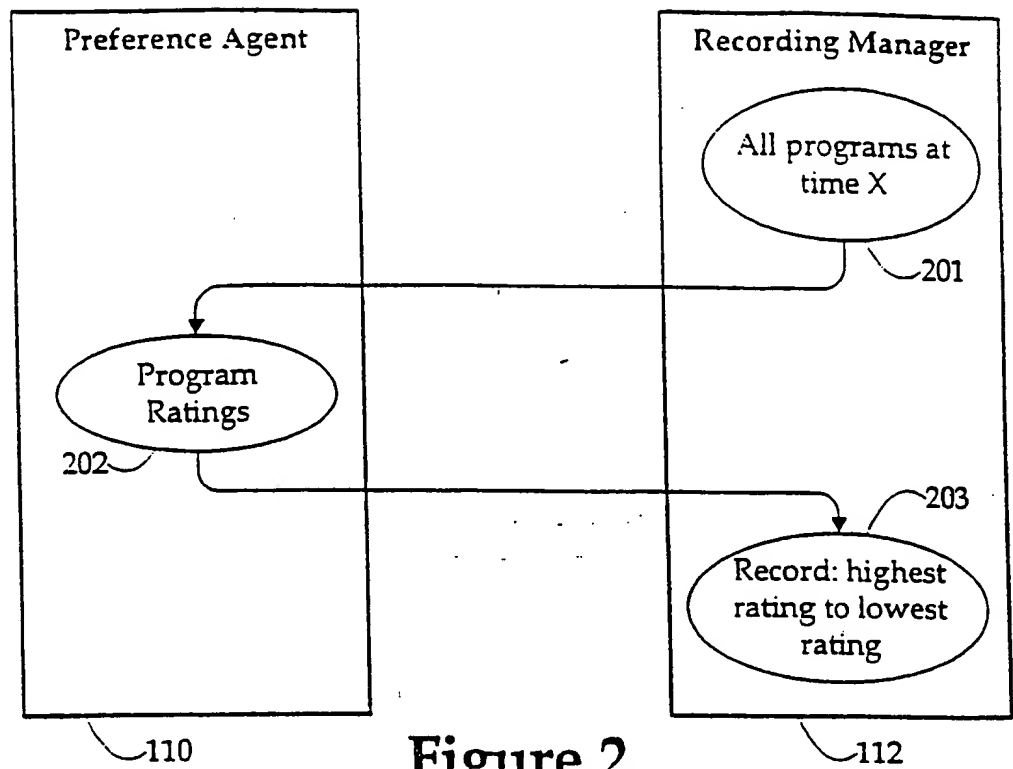 Preference Agent
Recording Manager
All programs at
time X
201
Program
Ratings
202
203
Record: highest
rating to lowest
rating
110
112
Figure 2